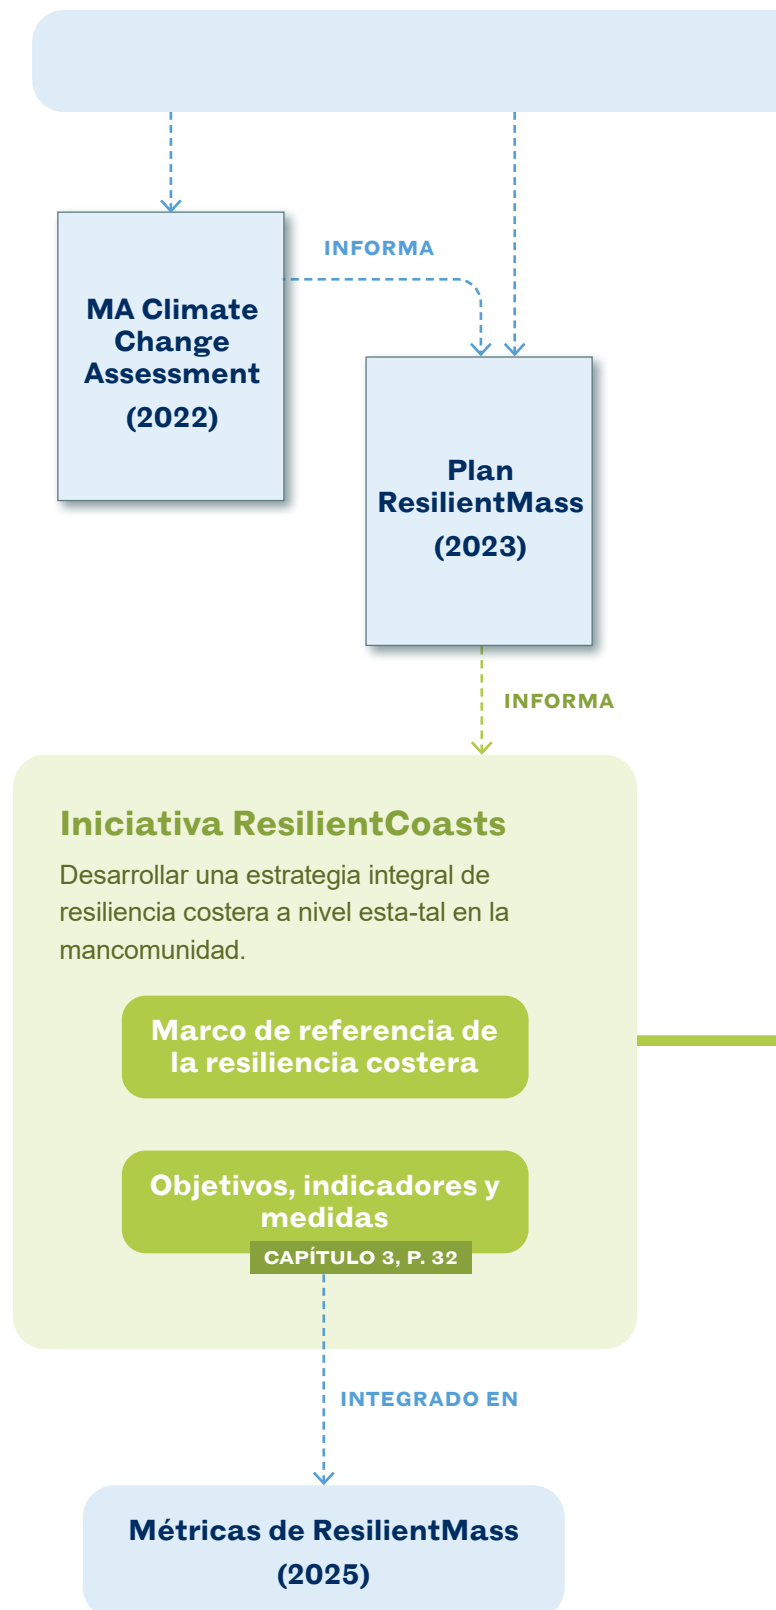 INFORMA
MA Climate
Change
Assessment
(2022)
Plan
ResilientMass
(2023)
INFORMA
Iniciativa ResilientCoasts
Desarrollar una estrategia integral de
resiliencia costera a nivel esta-tal en la
mancomunidad.
Marco de referencia de
la resiliencia costera
Objetivos, indicadores y
medidas
CAPÍTULO 3, P. 32
INTEGRADO EN
Métricas de ResilientMass
(2025)